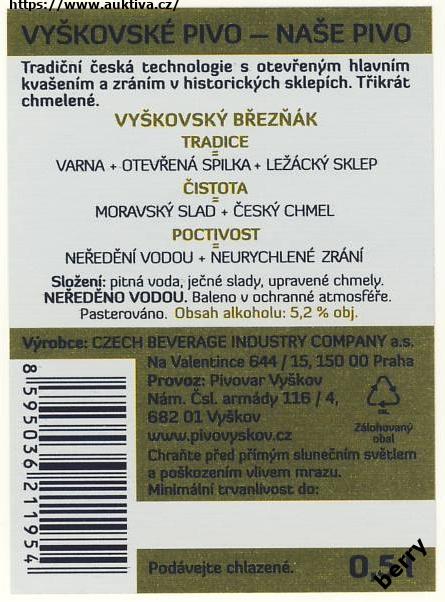 https://www.auktiva.cz/
VYŠKOVSKÉ PIVO – NAŠE PIVO
Tradiční česká technologie s otevřeným hlavním
kvašením a zráním v historických sklepích. Třikrát
chmelené.
VYŠKOVSKÝ BŘEZŇÁK
TRADICE
=
VARNA + OTEVŘENÁ SPILKA + LEŽÁCKÝ SKLEP
ČISTOTA
=
MORAVSKÝ SLAD + ČESKÝ CHMEL
POCTIVOST
=
NEŘEDĚNÍ VODOU + NEURYCHLENÉ ZRÁNÍ
Složení: pitná voda, ječné slady, upravené chmely.
NEŘEDĚNO VODOU. Baleno v ochranné atmosféře.
Pasterováno. Obsah alkoholu: 5,2 % obj.
Výrobce: CZECH BEVERAGE INDUSTRY COMPANY a.s.
Na Valentince 644 / 15, 150 00 Praha
Provoz: Pivovar Vyškov
Nám. Čsl. armády 116 / 4,
682 01 Vyškov
www.pivovyskov.cz
Zálohovaný
obal
Chraňte před přímým slunečním světlem
a poškozením vlivem mrazu.
Minimální trvanlivost do:
8 595036 211954
Podávejte chlazené.
0,5 l
berry